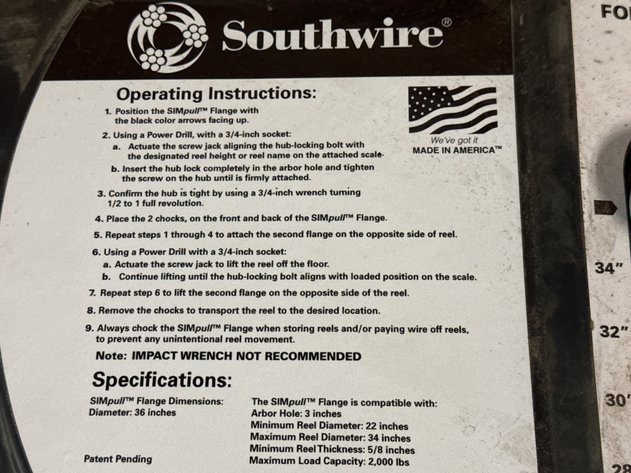 Southwire®
FO
Operating Instructions:
1. Position the SIMpull™ Flange with
the black color arrows facing up.
2. Using a Power Drill, with a 3/4-inch socket:
a. Actuate the screw jack aligning the hub-locking bolt with
the designated reel height or reel name on the attached scale
b. Insert the hub lock completely in the arbor hole and tighten
the screw on the hub until is firmly attached.
3. Confirm the hub is tight by using a 3/4-inch wrench turning
1/2 to 1 full revolution.
4. Place the 2 chocks, on the front and back of the SIMpull™ Flange.
5. Repeat steps 1 through 4 to attach the second flange on the opposite side of reel.
6. Using a Power Drill with a 3/4-inch socket:
a. Actuate the screw jack to lift the reel off the floor.
b. Continue lifting until the hub-locking bolt aligns with loaded position on the scale.
7. Repeat step 6 to lift the second flange on the opposite side of the reel.
8. Remove the chocks to transport the reel to the desired location.
9. Always chock the SIMpull™ Flange when storing reels and/or paying wire off reels,
to prevent any unintentional reel movement.
Note: IMPACT WRENCH NOT RECOMMENDED
We've got it
MADE IN AMERICA™
Specifications:
SIMpull™ Flange Dimensions:
Diameter: 36 inches
The SIMpull™ Flange is compatible with:
Arbor Hole: 3 inches
Minimum Reel Diameter: 22 inches
Maximum Reel Diameter: 34 inches
Minimum Reel Thickness: 5/8 inches
Maximum Load Capacity: 2,000 lbs
Patent Pending
34"
32"
30"